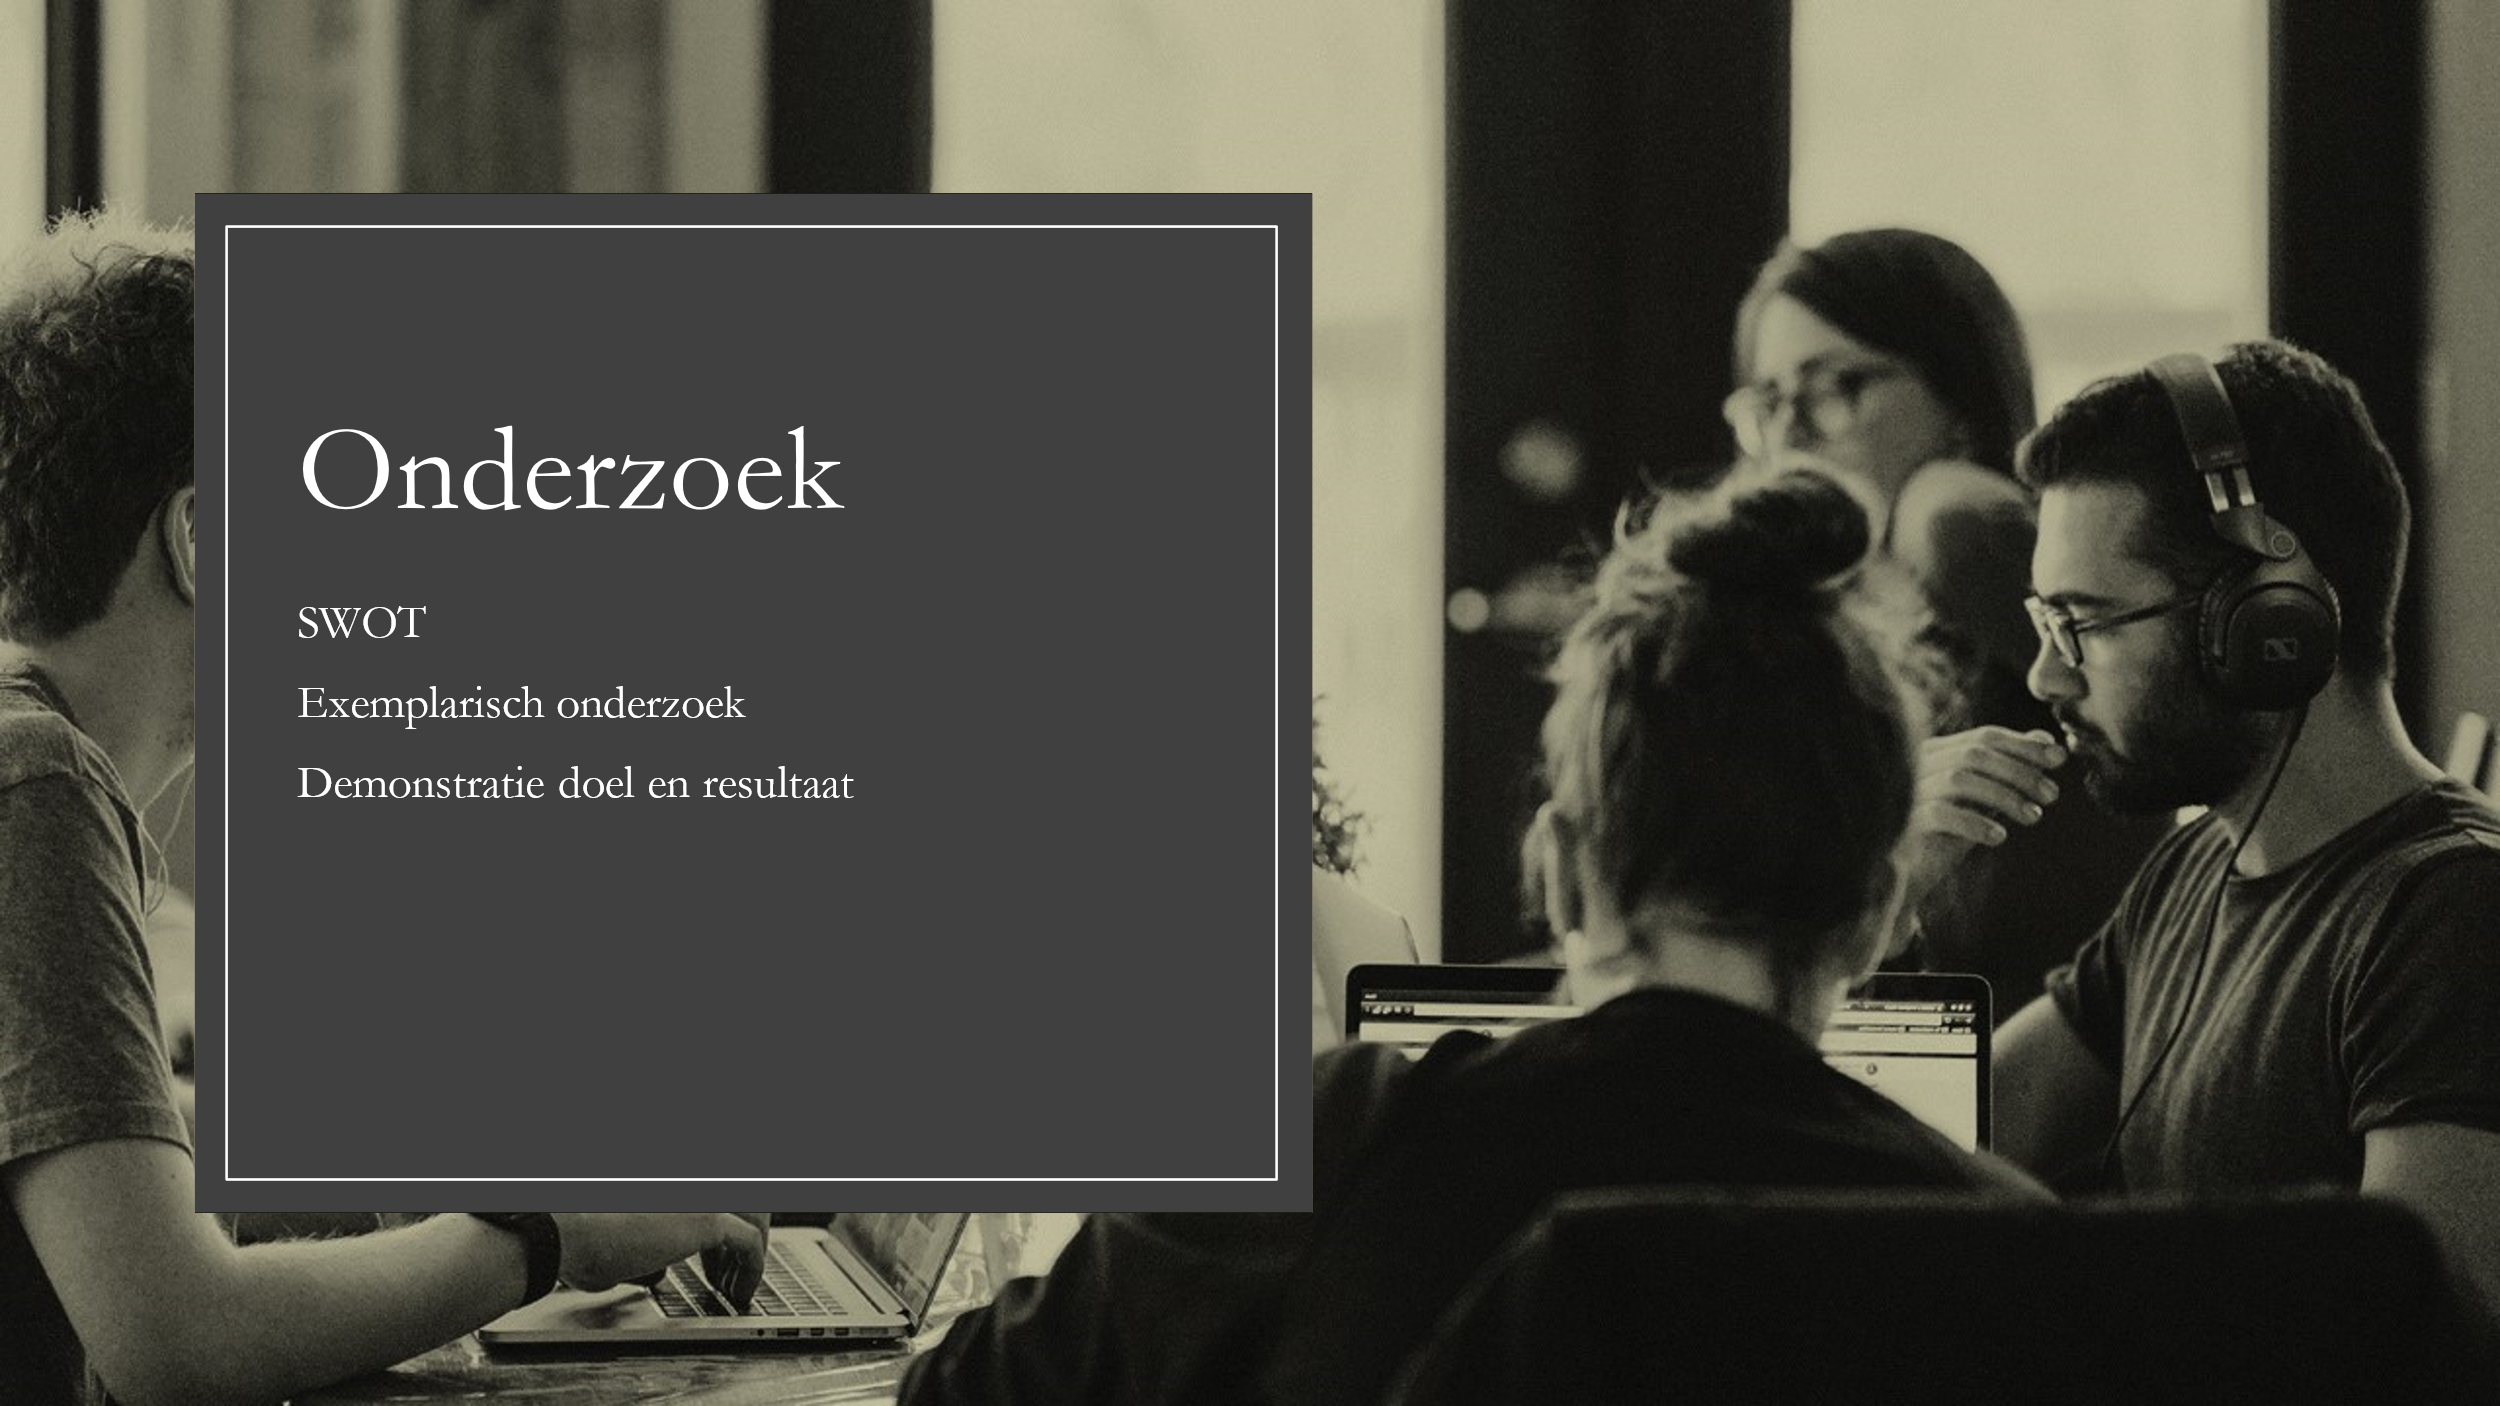 Onderzoek
SWOT
Exemplarisch onderzoek
Demonstratie doel en resultaat